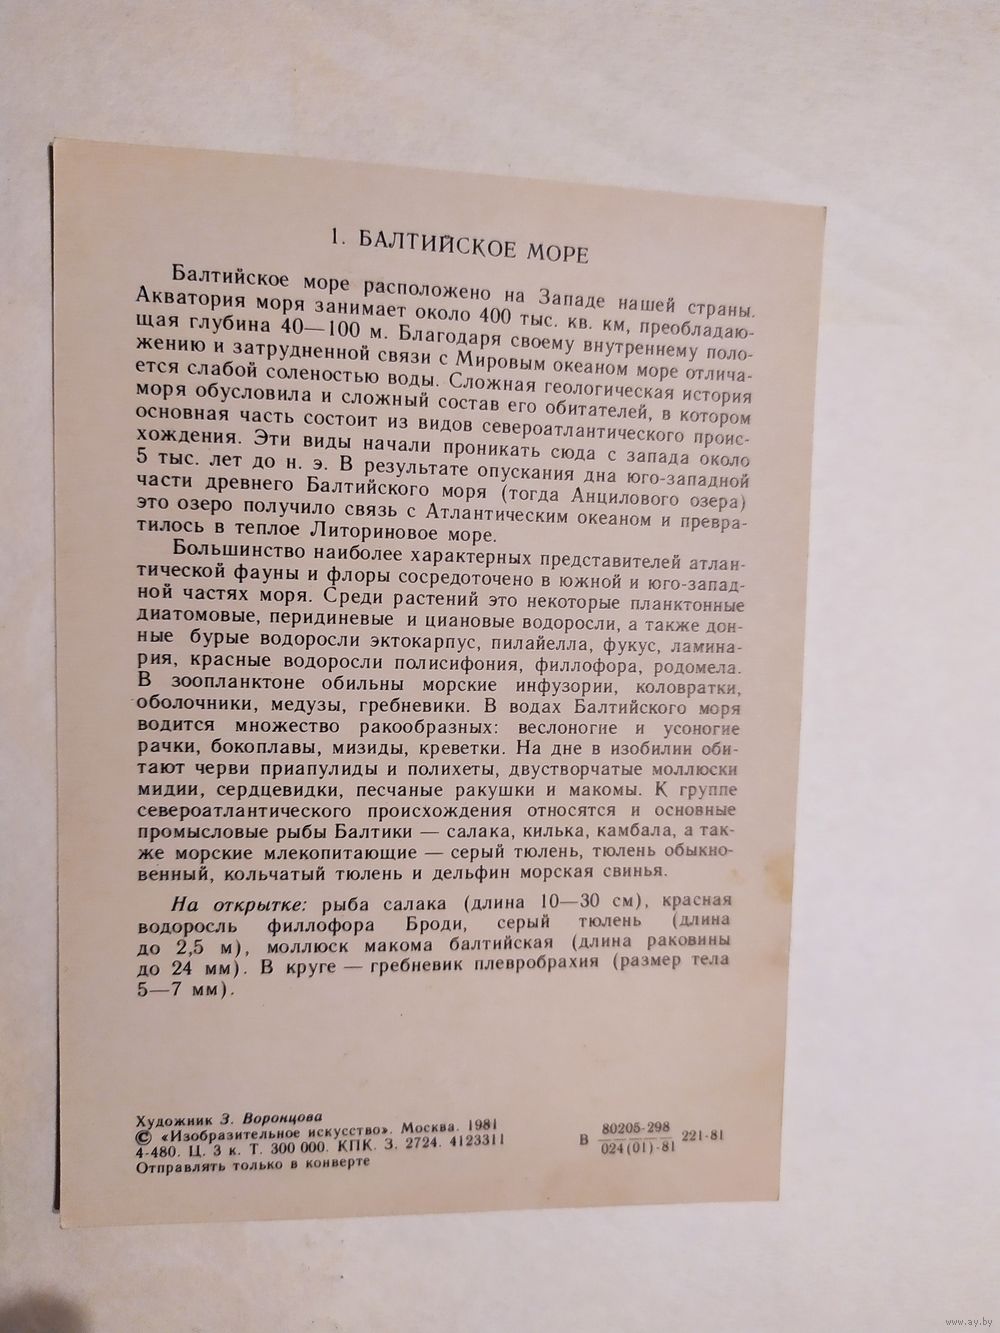 1. БАЛТИЙСКОЕ МОРЕ
Балтийское море расположено на Западе нашей страны.
Акватория моря занимает около 400 тыс. кв. км, преобладаю-
щая глубина 40—100 м. Благодаря своему внутреннему поло-
жению и затрудненной связи с Мировым океаном море отлича-
ется слабой соленостью воды. Сложная геологическая история
моря обусловила и сложный состав его обитателей, в котором
основная часть состоит из видов североатлантического проис-
хождения. Эти виды начали проникать сюда с запада около
5 тыс. лет до н. э. В результате опускания дна юго-западной
части древнего Балтийского моря (тогда Анцилового озера)
это озеро получило связь с Атлантическим океаном и превра-
тилось в теплое Литориновое море.
Большинство наиболее характерных представителей атлан-
тической фауны и флоры сосредоточено в южной и юго-запад-
ной частях моря. Среди растений это некоторые планктонные
диатомовые, перидиневые и циановые водоросли, а также дон-
ные бурые водоросли эктокарпус, пилайелла, фукус, ламина-
рия, красные водоросли полисифония, филлофора, родомела.
В зоопланктоне обильны морские инфузории, коловратки,
оболочники, медузы, гребневики. В водах Балтийского моря
водится множество ракообразных: веслоногие и усоногие
рачки, бокоплавы, мизиды, креветки. На дне в изобилии оби-
тают черви приапулиды и полихеты, двустворчатые моллюски
мидии, сердцевидки, песчаные ракушки и макомы. К группе
североатлантического происхождения относятся и основные
промысловые рыбы Балтики — салака, килька, камбала, а так-
же морские млекопитающие — серый тюлень, тюлень обыкно-
венный, кольчатый тюлень и дельфин морская свинья.
На открытке: рыба салака (длина 10—30 см), красная
водоросль филлофора Броди, серый тюлень (длина
до 2,5 м), моллюск макома балтийская (длина раковины
до 24 мм). В круге — гребневик плевробрахия (размер тела
5—7 мм).
Художник З. Воронцова
© «Изобразительное искусство». Москва. 1981
4-480. Ц. 3 к. Т. 300 000. КПК. З. 2724. 4123311
Отправлять только в конверте
В 80205-298 221-81
024(01)-81
www.ay.by